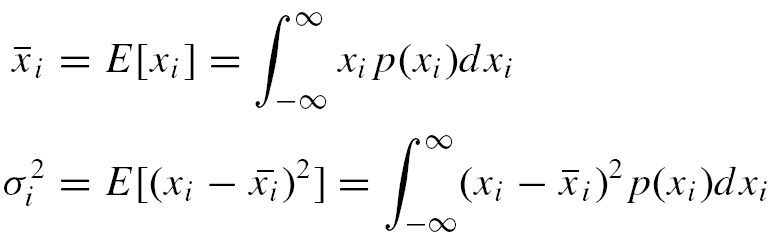 x̄ᵢ = E[xᵢ] = ∫_{−∞}^{∞} xᵢ p(xᵢ)dxᵢ
σᵢ² = E[(xᵢ − x̄ᵢ)²] = ∫_{−∞}^{∞} (xᵢ − x̄ᵢ)² p(xᵢ)dxᵢ